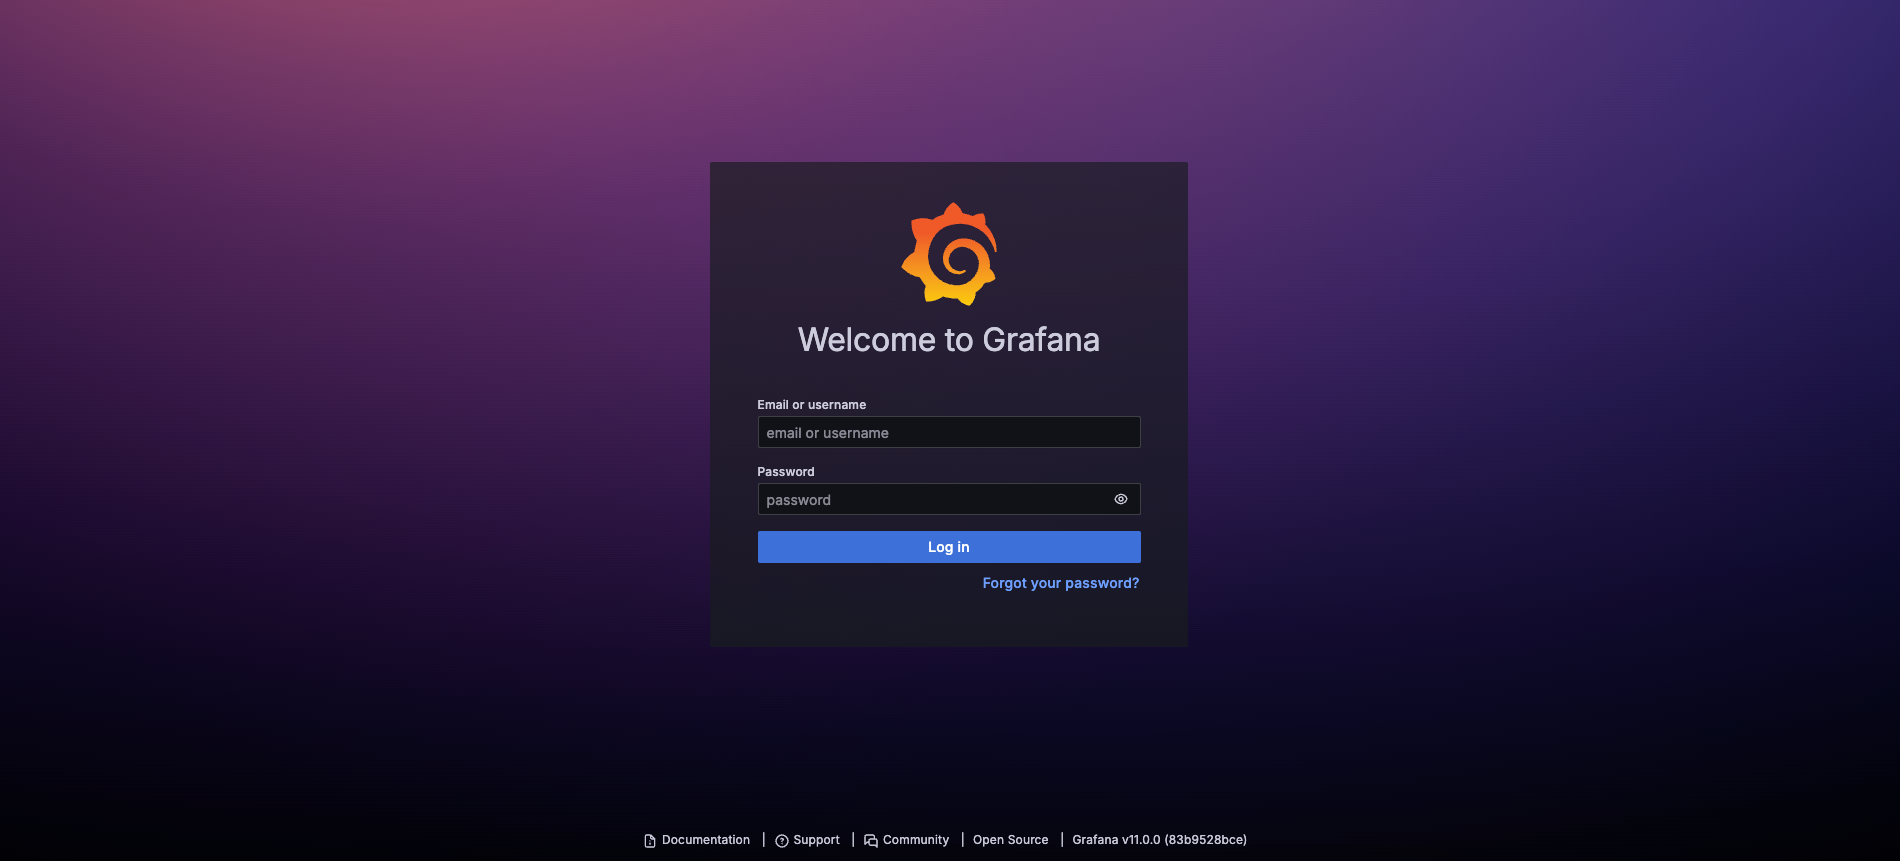 Welcome to Grafana
Email or username
email or username
Password
password
Log in
Forgot your password?
Documentation | Support | Community | Open Source | Grafana v11.0.0 (83b9528bce)